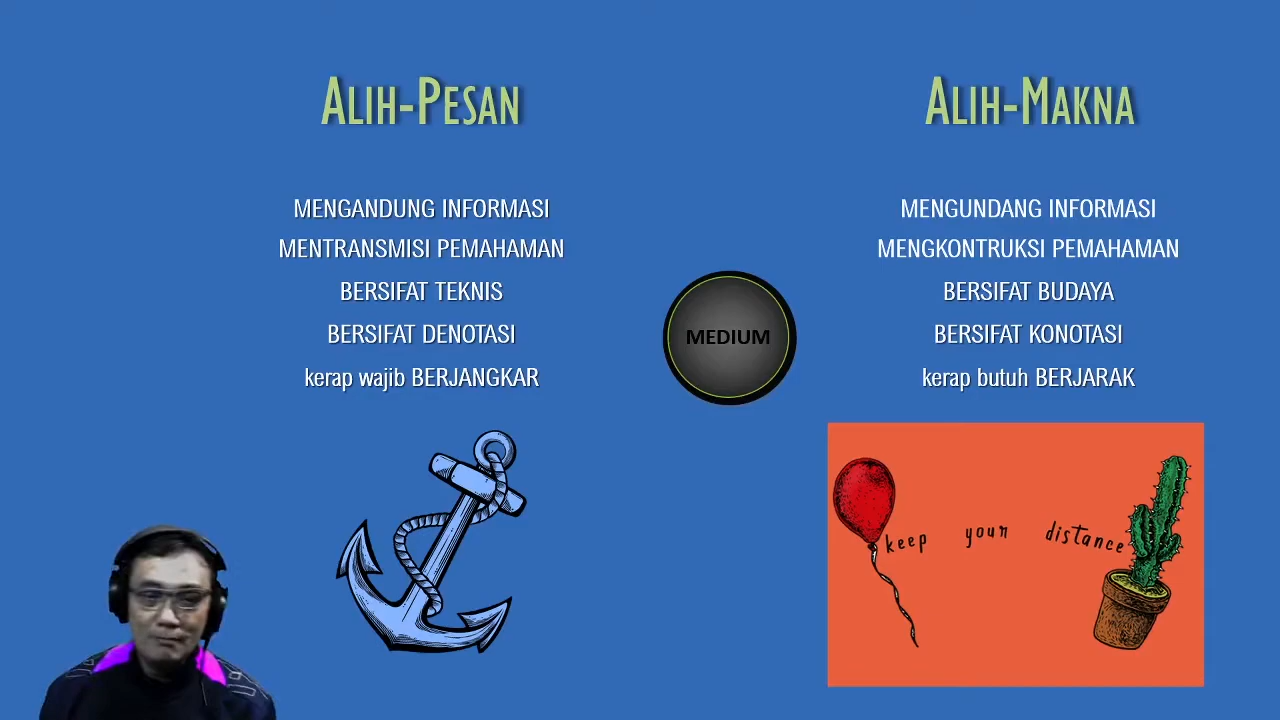 ALIH-PESAN
MENGANDUNG INFORMASI
MENTRANSMISI PEMAHAMAN
BERSIFAT TEKNIS
BERSIFAT DENOTASI
kerap wajib BERJANGKAR
MEDIUM
ALIH-MAKNA
MENGUNDANG INFORMASI
MENGKONTRUKSI PEMAHAMAN
BERSIFAT BUDAYA
BERSIFAT KONOTASI
kerap butuh BERJARAK
keep your distance